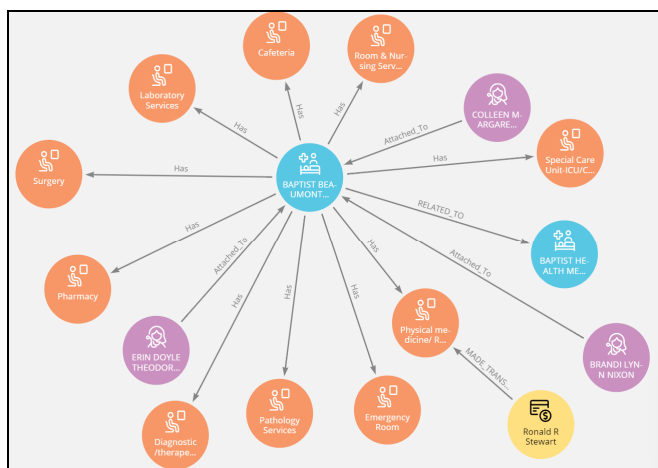 Cafeteria
Room & Nur-
sing Serv...
Has
Has
Laboratory
Services
COLLEEN M-
ARGARE...
Has
Attached_To
Surgery
Has
BAPTIST BEA-
UMONT...
Has
Special Care
Unit-ICU/C...
RELATED_TO
BAPTIST HE-
ALTH ME...
Has
Attached_To
Has
Attached_To
Pharmacy
Has
Has
Has
Physical me-
dicine/ R...
ERIN DOYLE
THEODOR...
MADE_TRANS...
BRANDI LYN-
N NIXON
Diagnostic
/therape...
Pathology
Services
Emergency
Room
Ronald R
Stewart